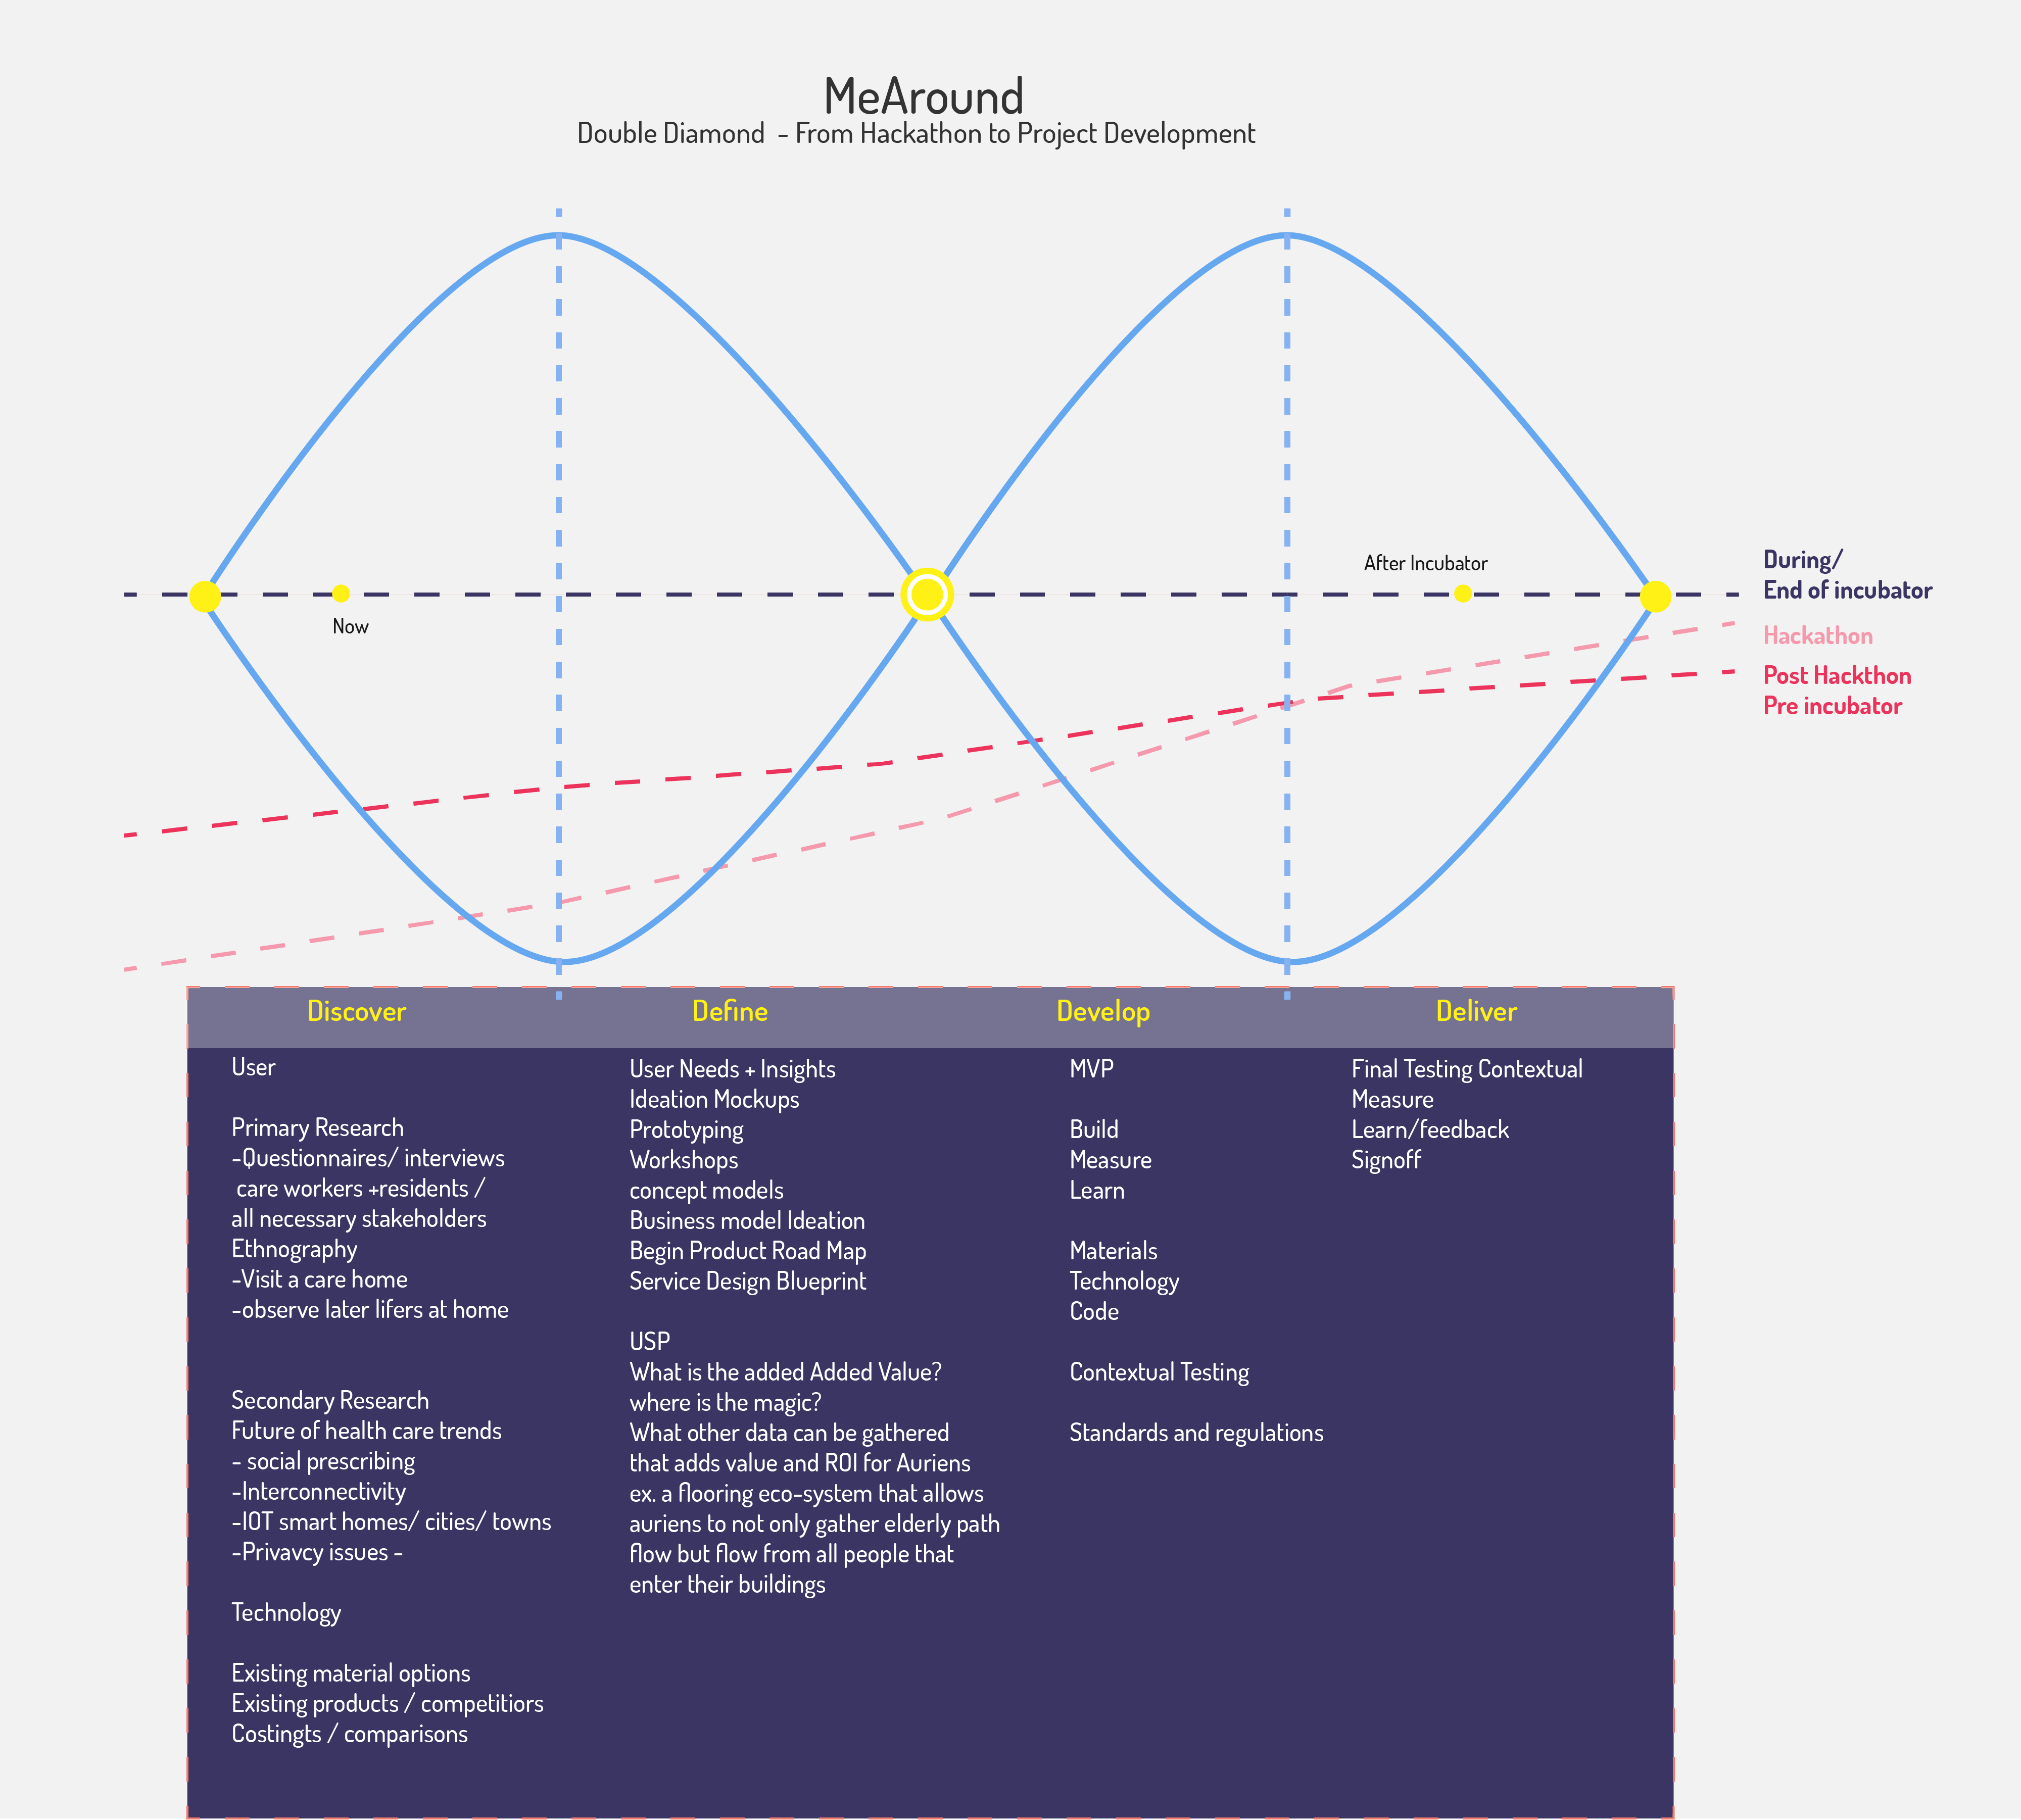 MeAround
Double Diamond - From Hackathon to Project Development
After Incubator
Now
During/
End of incubator
Hackathon
Post Hackthon
Pre incubator
Discover
User
Primary Research
-Questionnaires/ interviews
care workers +residents /
all necessary stakeholders
Ethnography
-Visit a care home
-observe later lifers at home
Secondary Research
Future of health care trends
- social prescribing
-Interconnectivity
-IOT smart homes/ cities/ towns
-Privavcy issues -
Technology
Existing material options
Existing products / competitiors
Costingts / comparisons
Define
User Needs + Insights
Ideation Mockups
Prototyping
Workshops
concept models
Business model Ideation
Begin Product Road Map
Service Design Blueprint
USP
What is the added Added Value?
where is the magic?
What other data can be gathered
that adds value and ROI for Auriens
ex. a flooring eco-system that allows
auriens to not only gather elderly path
flow but flow from all people that
enter their buildings
Develop
MVP
Build
Measure
Learn
Materials
Technology
Code
Contextual Testing
Standards and regulations
Deliver
Final Testing Contextual
Measure
Learn/feedback
Signoff